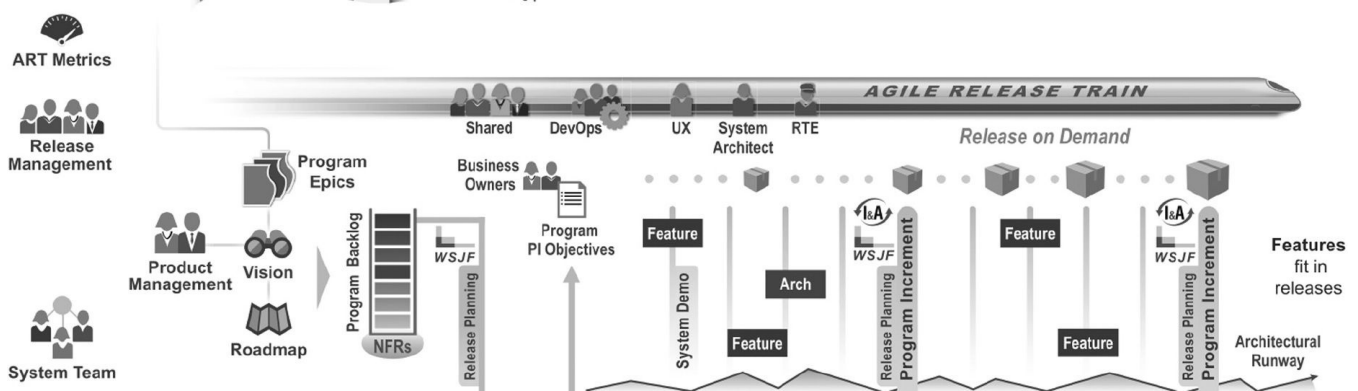 ART Metrics
Release
Management
Product
Management
System Team
Program
Epics
Vision
Roadmap
Program Backlog
NFRs
WSJF
Release Planning
Shared
DevOps
UX
System
Architect
RTE
AGILE RELEASE TRAIN
Release on Demand
Business
Owners
Program
PI Objectives
Feature
System Demo
Feature
Arch
I&A
WSJF
Release Planning
Program Increment
Feature
Feature
I&A
WSJF
Release Planning
Program Increment
Features
fit in
releases
Architectural
Runway